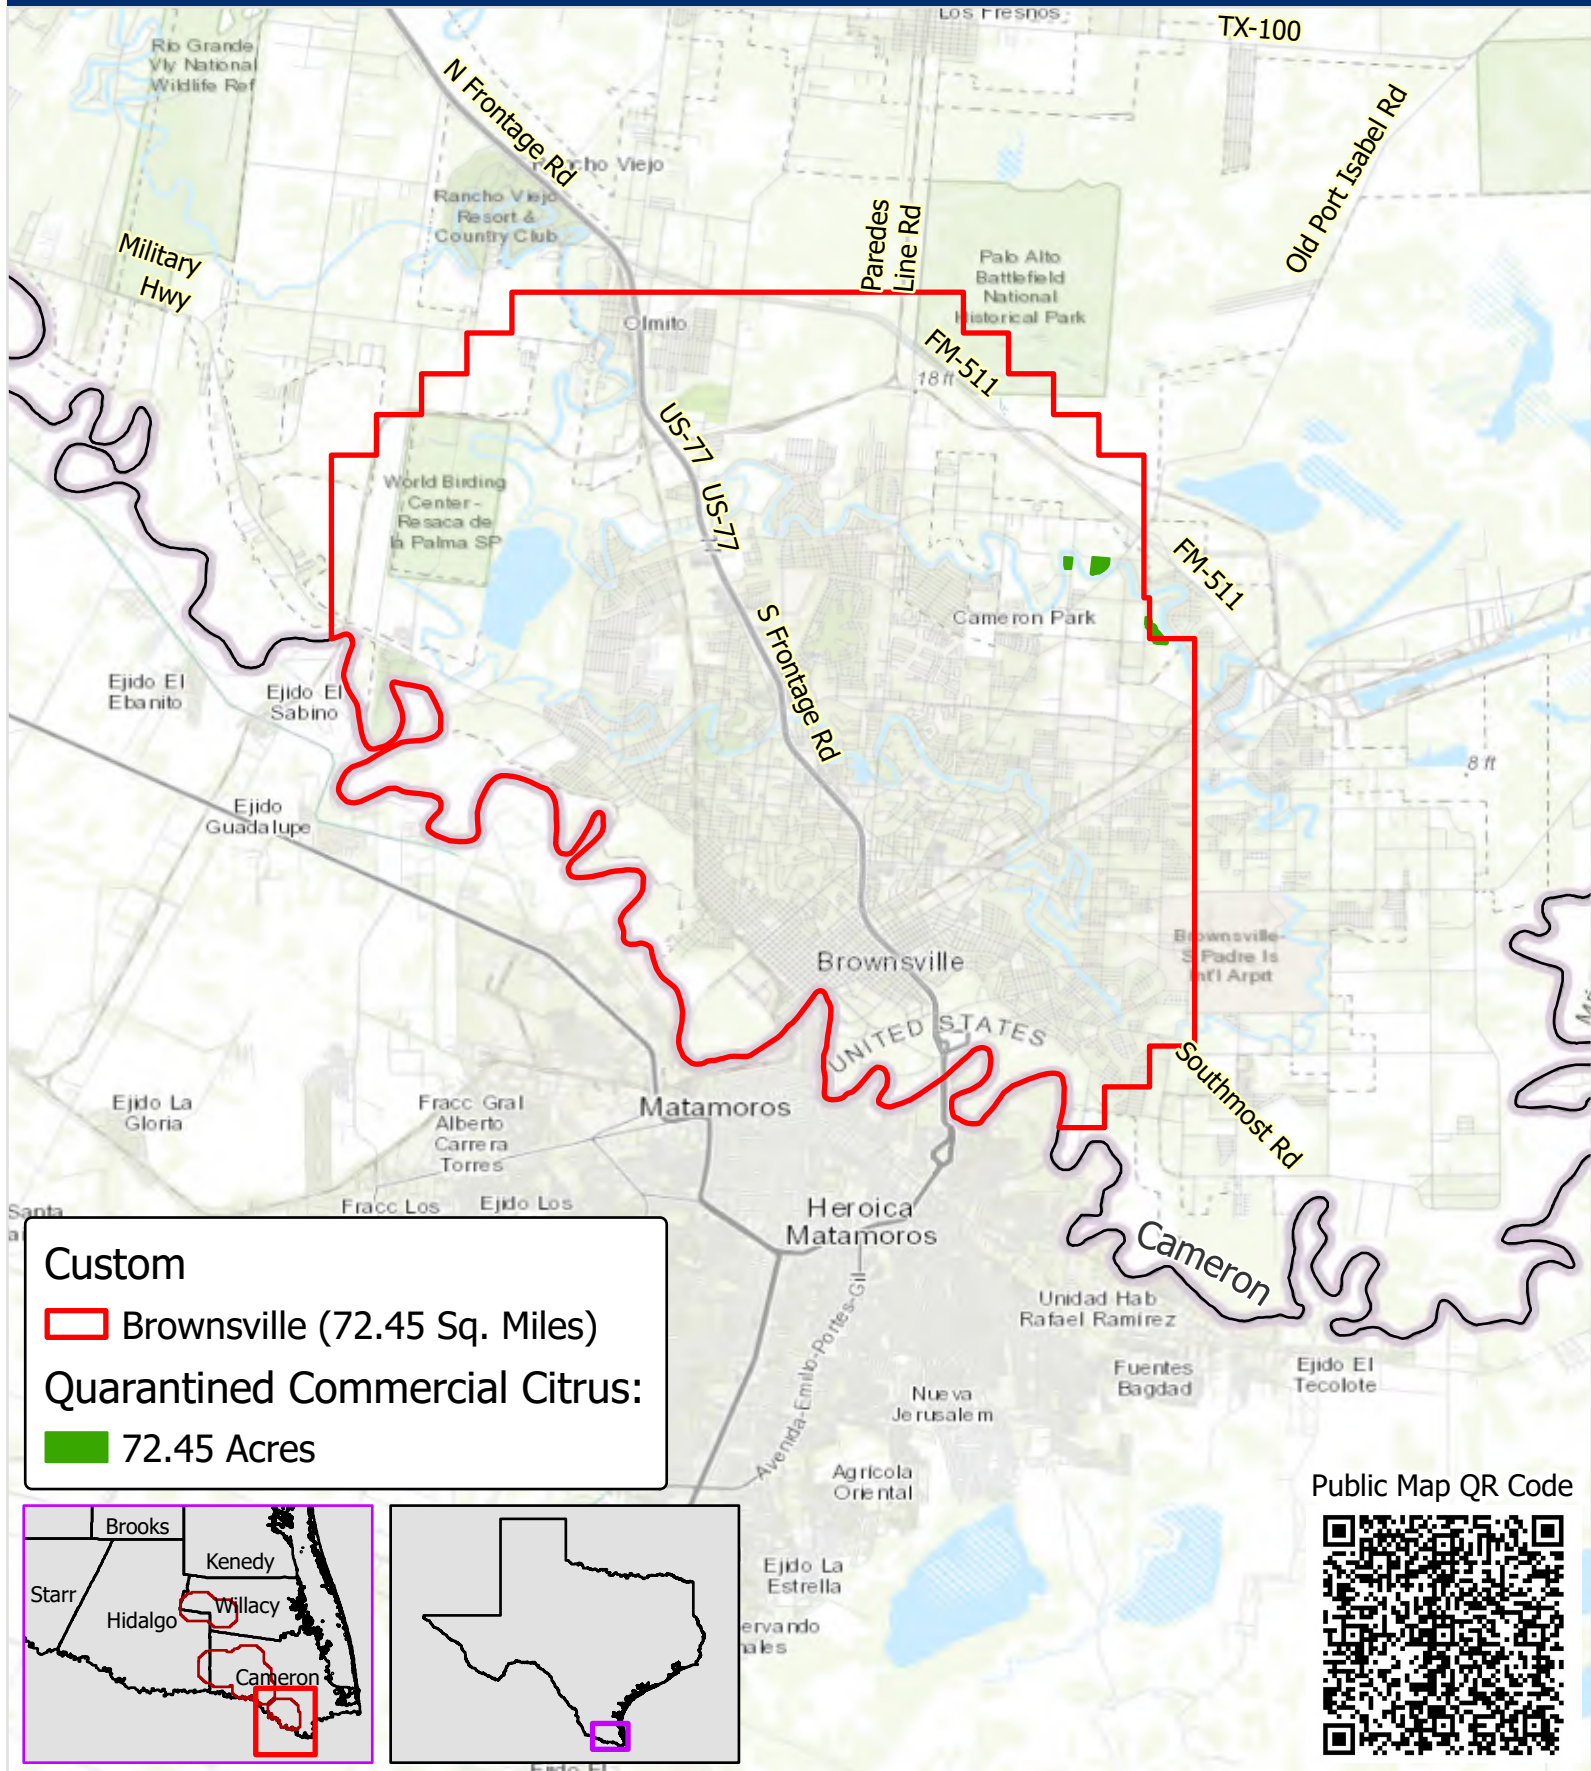 Los Fresnos
TX-100
Rio Grande
Vly National
Wildlife Ref
N Frontage Rd
cho Viejo
Old Port Isabel Rd
Rancho Viejo
Resort &
Country Club
Paredes
Line Rd
Military
Hwy
Palo Alto
Battlefield
National
Historical Park
Olmito
FM-511
18 ft
US-77
World Birding
Center -
Resaca de
la Palma SP
US-77
FM-511
Cameron Park
S Frontage Rd
Ejido El
Ebanito
Ejido El
Sabino
8 ft
Ejido
Guadalupe
Brownsville
Brownsville-
S Padre Is
Int'l Arprt
UNITED STATES
Southmost Rd
Ejido La
Gloria
Fracc Gral
Alberto
Carrera
Torres
Matamoros
Fracc Los
Ejido Los
Santa
Heroica
Matamoros
Cameron
Unidad Hab
Rafael Ramirez
Avenida-Emilio-Portes-Gil
Fuentes
Bagdad
Ejido El
Tecolote
Nueva
Jerusalem
Agrícola
Oriental
Ejido La
Estrella
ervando
ales
Ejido El
Custom
Brownsville (72.45 Sq. Miles)
Quarantined Commercial Citrus:
72.45 Acres
Public Map QR Code
Brooks
Kenedy
Starr
Hidalgo
Willacy
Cameron